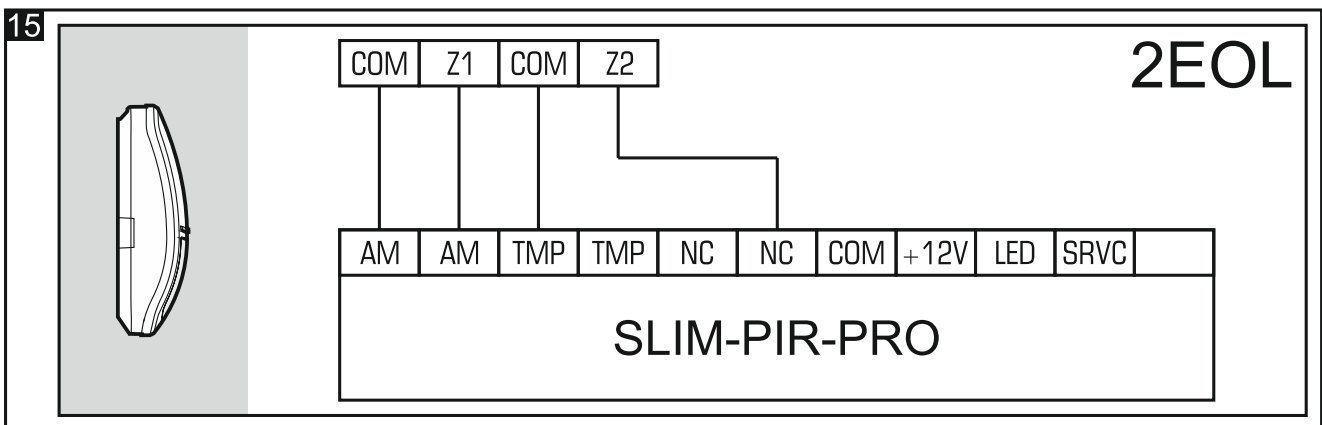 15
2EOL
COM Z1 COM Z2
AM AM TMP TMP NC NC COM +12V LED SRVC
SLIM-PIR-PRO